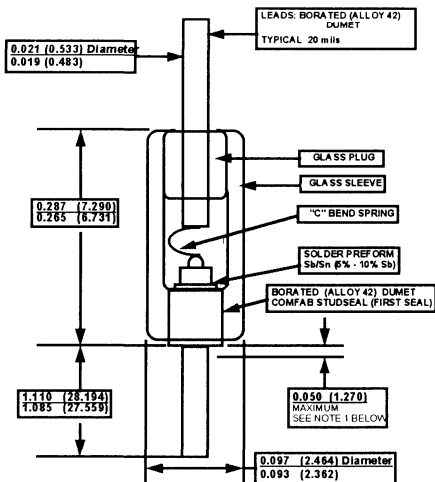 LEADS: BORATED (ALLOY 42)
DUMET
TYPICAL 20 mils
0.021 (0.533) Diameter
0.019 (0.483)
GLASS PLUG
GLASS SLEEVE
0.287 (7.290)
0.265 (6.731)
"C" BEND SPRING
SOLDER PREFORM
Sb/Sn (5% - 10% Sb)
BORATED (ALLOY 42) DUMET
COMFAB STUDSEAL (FIRST SEAL)
1.110 (28.194)
1.085 (27.559)
0.050 (1.270)
MAXIMUM
SEE NOTE 1 BELOW
0.097 (2.464) Diameter
0.093 (2.362)